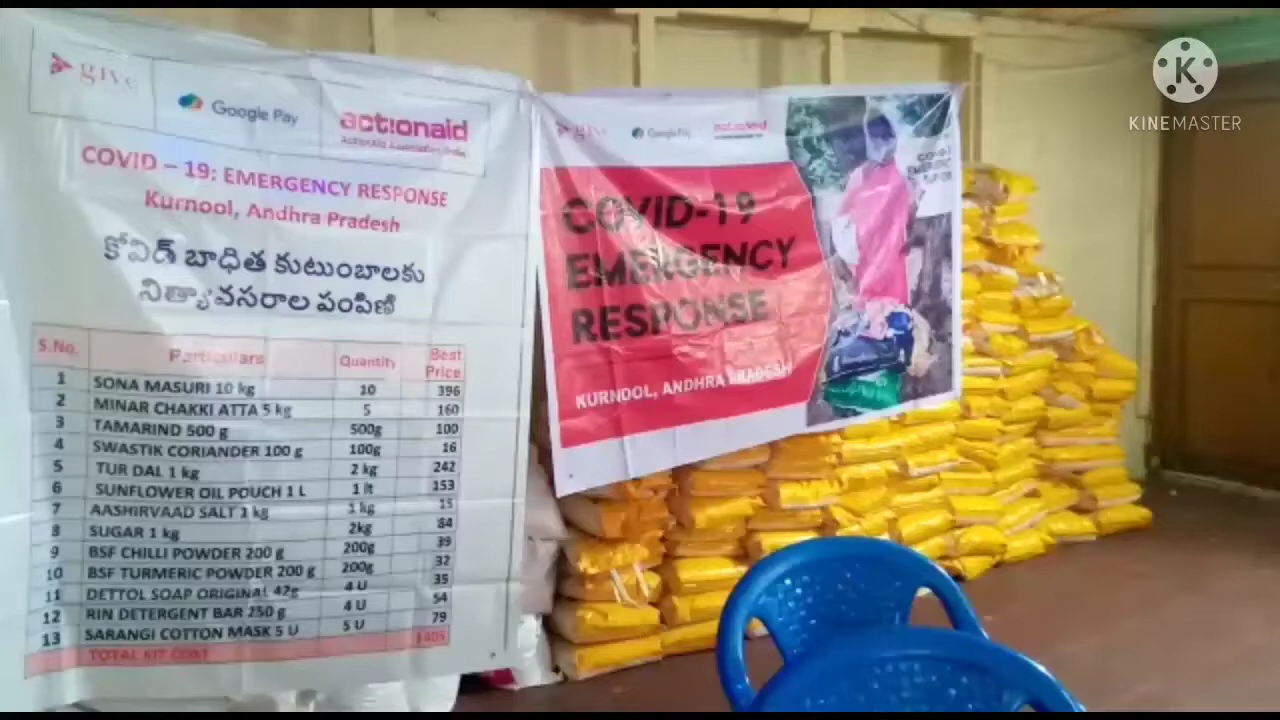 give
Google Pay
actionaid
ActionAid Association India
COVID – 19: EMERGENCY RESPONSE
Kurnool, Andhra Pradesh
కోవిడ్ బాధిత కుటుంబాలకు
నిత్యావసరాల పంపిణి
S.No. Particulars Quantity Best Price
1 SONA MASURI 10 kg 10 396
2 MINAR CHAKKI ATTA 5 kg 5 160
3 TAMARIND 500 g 500g 100
4 SWASTIK CORIANDER 100 g 100g 16
5 TUR DAL 1 kg 2 kg 242
6 SUNFLOWER OIL POUCH 1 L 1 lt 153
7 AASHIRVAAD SALT 1 kg 1 kg 15
8 SUGAR 1 kg 2kg 84
9 BSF CHILLI POWDER 200 g 200g 39
10 BSF TURMERIC POWDER 200 g 200g 32
11 DETTOL SOAP ORIGINAL 42g 4 U 35
12 RIN DETERGENT BAR 250 g 4 U 54
13 SARANGI COTTON MASK 5 U 5 U 79
TOTAL KIT COST 1405
give
Google Pay
actionaid
COVID-19
EMERGENCY
RESPONSE
KURNOOL, ANDHRA PRADESH
K
KINEMASTER